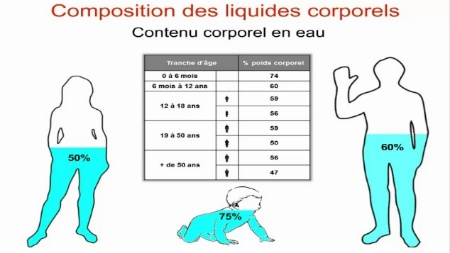 Composition des liquides corporels
Contenu corporel en eau
Tranche d'âge % poids corporel
0 à 6 mois 74
6 mois à 12 ans 60
12 à 18 ans 59
56
19 à 50 ans 59
50
+ de 50 ans 56
47
50%
75%
60%